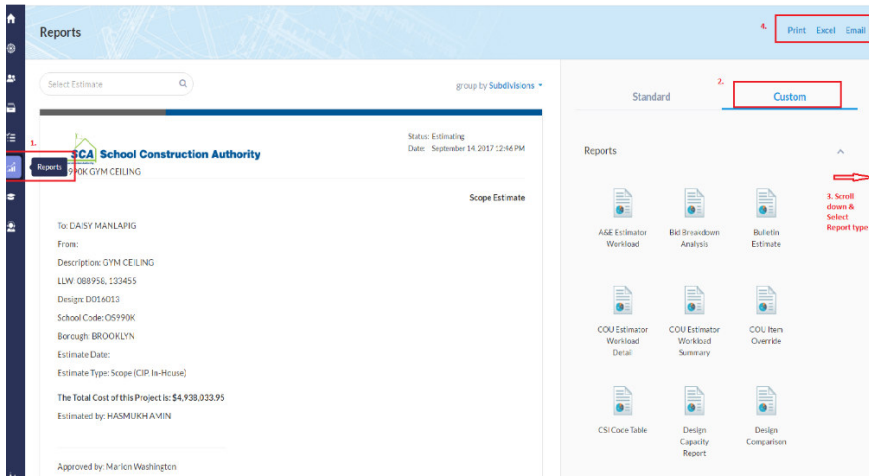 Reports
4.
Print Excel Email
Select Estimate
group by Subdivisions
2.
Standard
Custom
1.
Reports
SCA School Construction Authority
Status: Estimating
Date: September 14 2017 12:46 PM
990K GYM CEILING
Scope Estimate
To: DAISY MANLAPIG
From:
Description: GYM CEILING
LLW: 088956, 133455
Design: D016013
School Code: OS990K
Borough: BROOKLYN
Estimate Date:
Estimate Type: Scope (CIP, In-House)
The Total Cost of this Project is: $4,938,033.95
Estimated by: HASMUKH AMIN
Approved by: Marlon Washington
Reports
3. Scroll
down &
Select
Report type
A&E Estimator
Workload
Bid Breakdown
Analysis
Bulletin
Estimate
COU Estimator
Workload
Detail
COU Estimator
Workload
Summary
COU Item
Override
CSI Code Table
Design
Capacity
Report
Design
Comparison